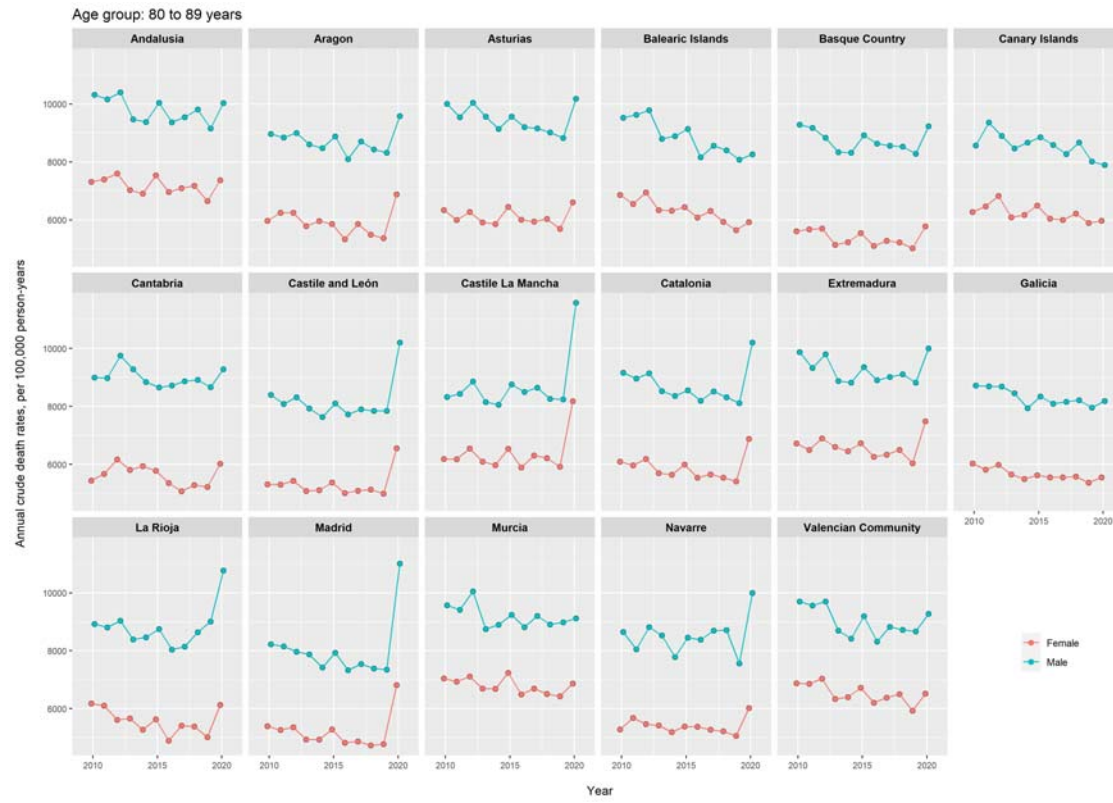 Age group: 80 to 89 years
Andalusia Aragon Asturias Balearic Islands Basque Country Canary Islands
10000
8000
6000
Cantabria Castile and León Castile La Mancha Catalonia Extremadura Galicia
10000
8000
6000
2010 2015 2020
La Rioja Madrid Murcia Navarre Valencian Community
10000
8000
6000
2010 2015 2020 2010 2015 2020 2010 2015 2020 2010 2015 2020 2010 2015 2020
Annual crude death rates, per 100,000 person-years
Year
Female
Male